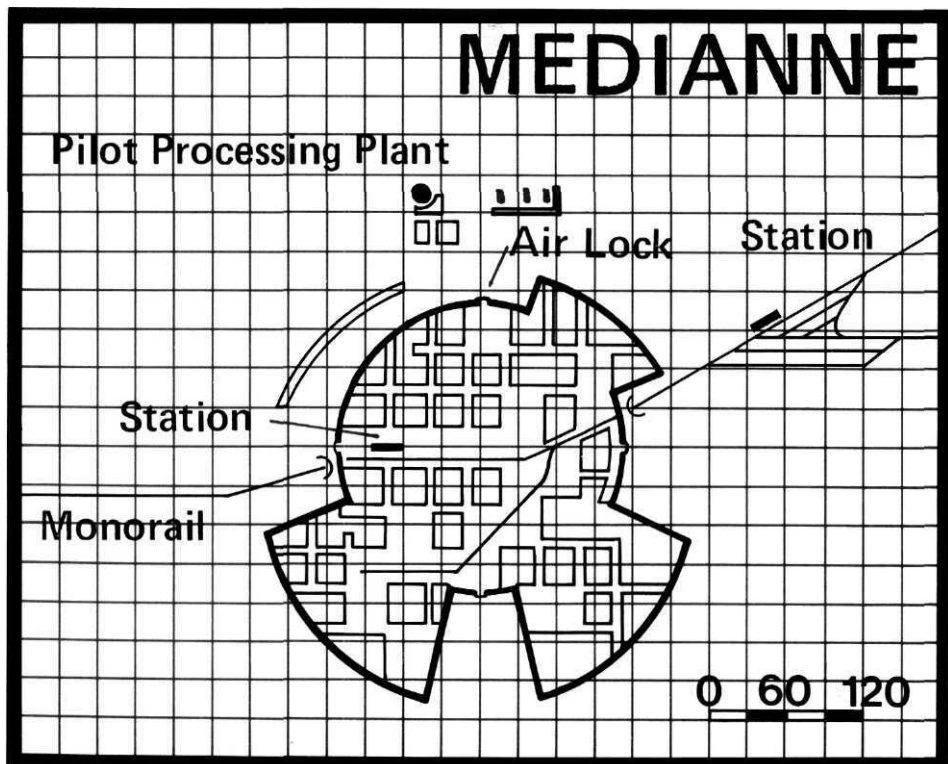 MEDIANNE
Pilot Processing Plant
Air Lock
Station
Station
Monorail
0 60 120